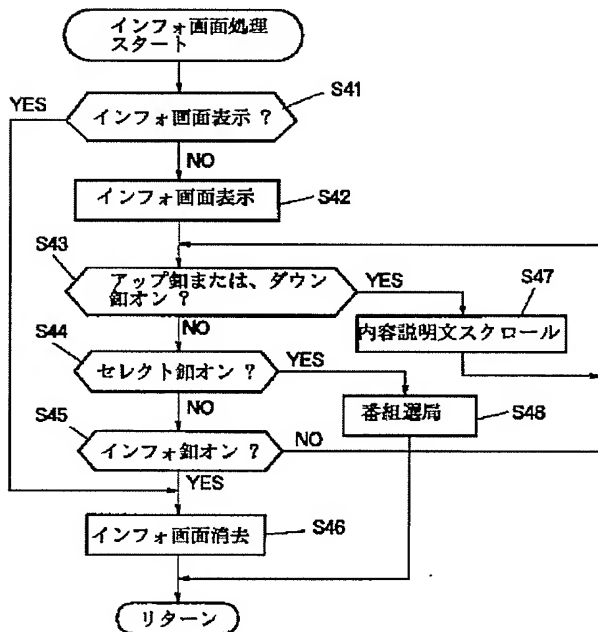 インフォ画面処理
スタート
S41
YES
インフォ画面表示 ?
NO
インフォ画面表示
S42
S43
アップ釦または、ダウン
釦オン ?
YES
S47
内容説明文スクロール
NO
S44
セレクト釦オン ?
YES
番組選局
S48
NO
S45
インフォ釦オン ?
NO
YES
インフォ画面消去
S46
リターン